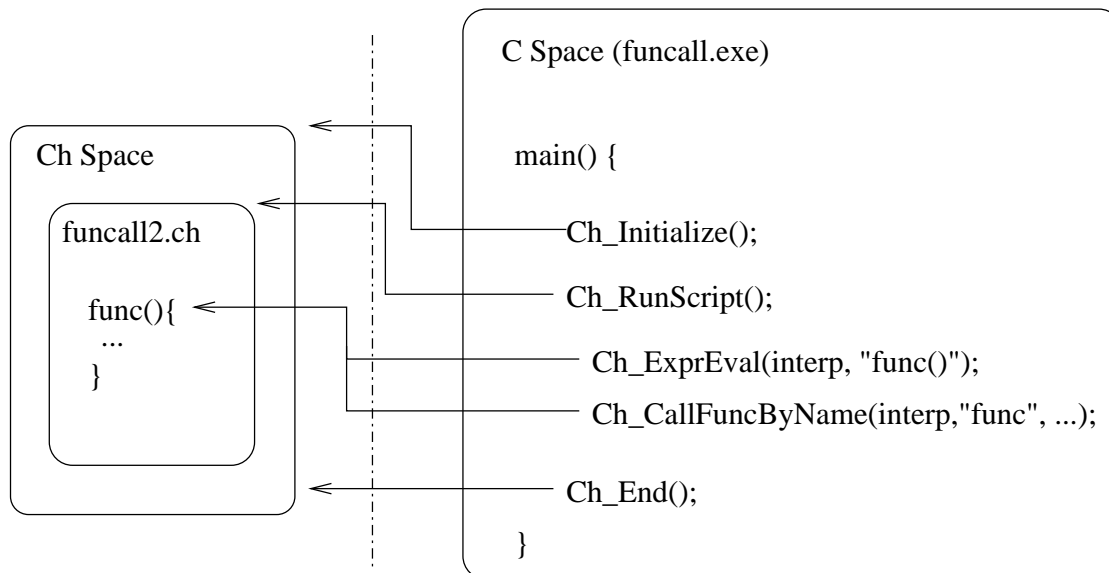 C Space (funcall.exe)
Ch Space
main() {
funcall2.ch
Ch_Initialize();
Ch_RunScript();
func(){
...
}
Ch_ExprEval(interp, "func()");
Ch_CallFuncByName(interp,"func", ...);
Ch_End();
}